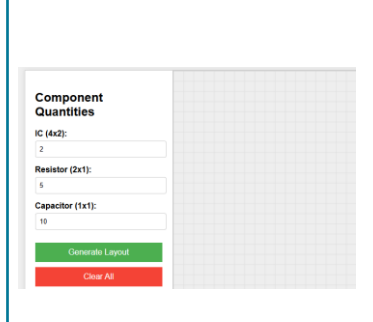 Component
Quantities
IC (4x2):
2
Resistor (2x1):
5
Capacitor (1x1):
10
Generate Layout
Clear All